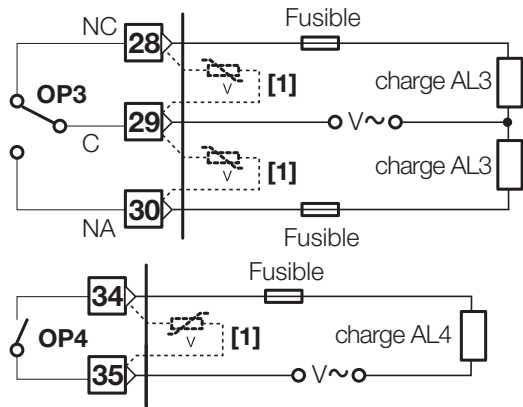 NC
28
Fusible
OP3
V
[1]
charge AL3
C
29
V~
V
[1]
charge AL3
NA
30
Fusible
34
Fusible
OP4
V
[1]
charge AL4
35
V~